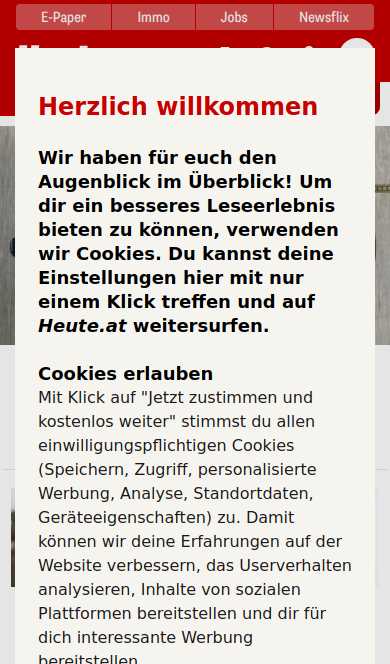 E-Paper
Immo
Jobs
Newsflix
Herzlich willkommen
Wir haben für euch den
Augenblick im Überblick! Um
dir ein besseres Leseerlebnis
bieten zu können, verwenden
wir Cookies. Du kannst deine
Einstellungen hier mit nur
einem Klick treffen und auf
Heute.at weitersurfen.
Cookies erlauben
Mit Klick auf "Jetzt zustimmen und
kostenlos weiter" stimmst du allen
einwilligungspflichtigen Cookies
(Speichern, Zugriff, personalisierte
Werbung, Analyse, Standortdaten,
Geräteeigenschaften) zu. Damit
können wir deine Erfahrungen auf der
Website verbessern, das Userverhalten
analysieren, Inhalte von sozialen
Plattformen bereitstellen und dir für
dich interessante Werbung
bereitstellen